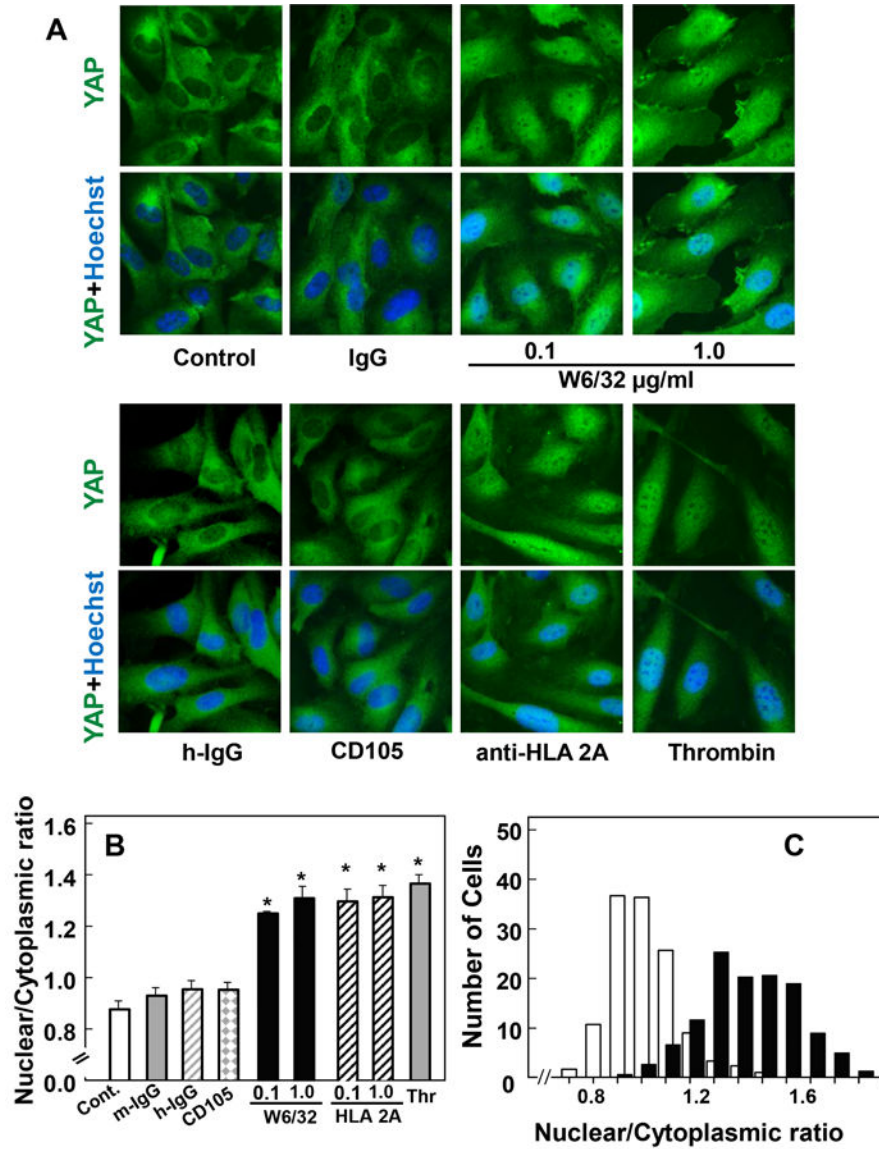 A
YAP
YAP+Hoechst
Control IgG 0.1 1.0
W6/32 µg/ml
YAP
YAP+Hoechst
h-IgG CD105 anti-HLA 2A Thrombin
B
Nuclear/Cytoplasmic ratio
1.6
1.4
1.2
1.0
0.8
0.0
Cont. m-IgG h-IgG CD105 0.1 1.0 0.1 1.0 Thr
W6/32 HLA 2A
* * * * *
C
Number of Cells
50
40
30
20
10
0
0.8 1.2 1.6
Nuclear/Cytoplasmic ratio